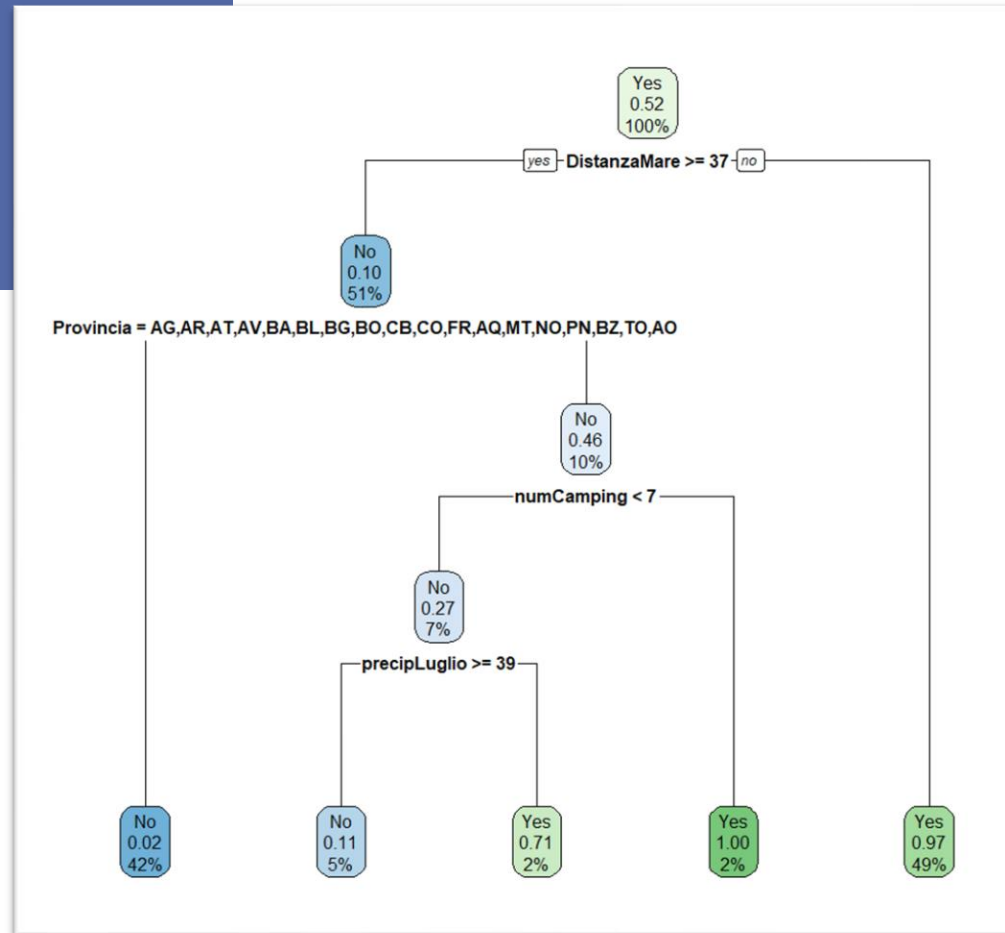 Yes
0.52
100%
yes DistanzaMare >= 37 no
No
0.10
51%
Provincia = AG,AR,AT,AV,BA,BL,BG,BO,CB,CO,FR,AQ,MT,NO,PN,BZ,TO,AO
No
0.46
10%
numCamping < 7
No
0.27
7%
precipLuglio >= 39
No
0.02
42%
No
0.11
5%
Yes
0.71
2%
Yes
1.00
2%
Yes
0.97
49%